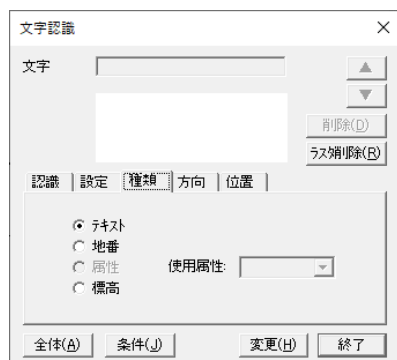 文字認識
文字
削除(D)
ラスタ削除(R)
認識 設定 種類 方向 位置
テキスト
地番
属性 使用属性:
標高
全体(A) 条件(J) 変更(H) 終了